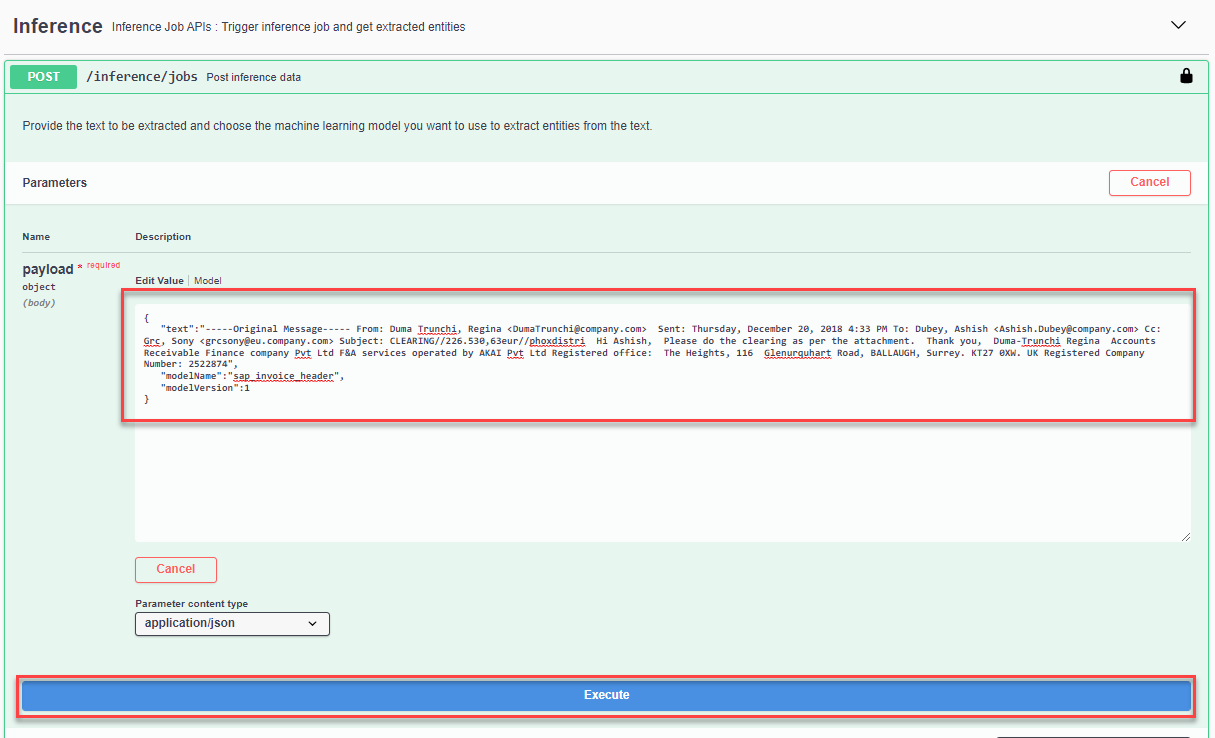 Inference Inference Job APIs : Trigger inference job and get extracted entities
POST /inference/jobs Post inference data
Provide the text to be extracted and choose the machine learning model you want to use to extract entities from the text.
Parameters Cancel
Name Description
payload * required
object
(body)
Edit Value | Model
{
"text":"-----Original Message----- From: Duma Trunchi, Regina <DumaTrunchi@company.com>  Sent: Thursday, December 20, 2018 4:33 PM To: Dubey, Ashish <Ashish.Dubey@company.com> Cc:
Grc, Sony <grcsony@eu.company.com> Subject: CLEARING//226.530,63eur//phoxdistri  Hi Ashish,  Please do the clearing as per the attachment.  Thank you,  Duma-Trunchi Regina  Accounts
Receivable Finance company Pvt Ltd F&A services operated by AKAI Pvt Ltd Registered office:  The Heights, 116  Glenurquhart Road, BALLAUGH, Surrey. KT27 0XW. UK Registered Company
Number: 2522874",
"modelName":"sap_invoice_header",
"modelVersion":1
}
Cancel
Parameter content type
application/json
Execute